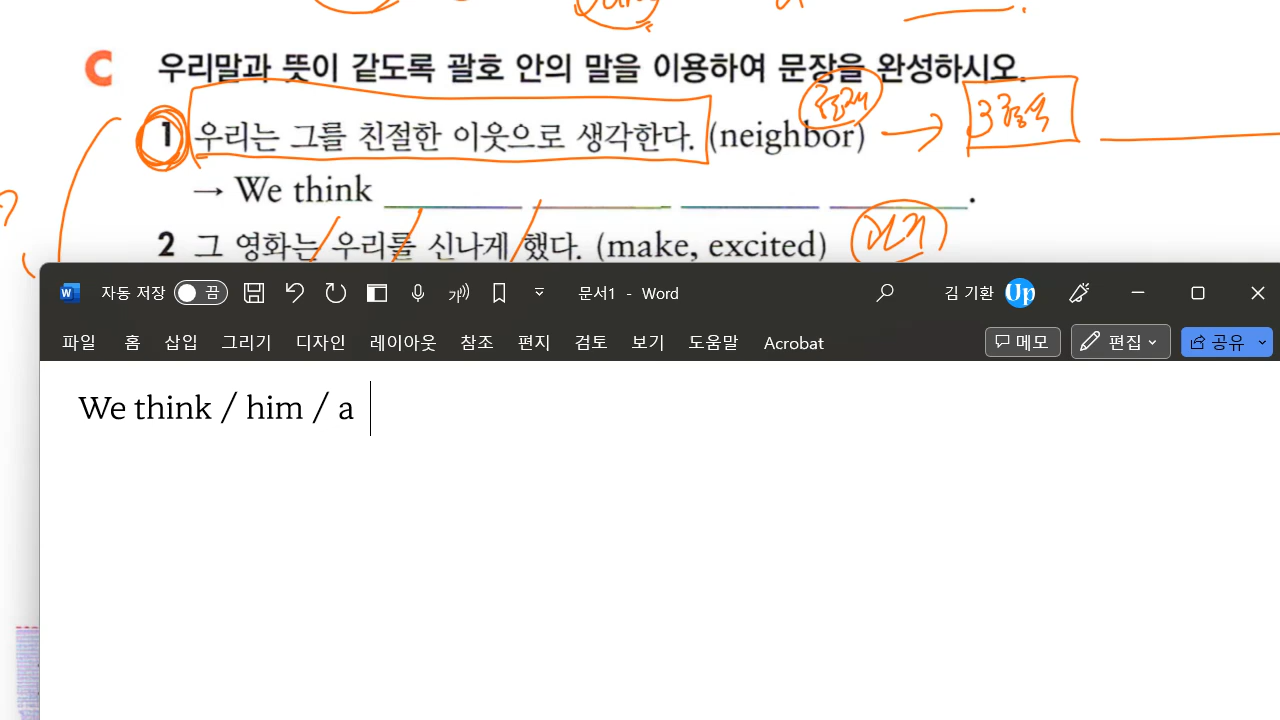 C 우리말과 뜻이 같도록 괄호 안의 말을 이용하여 문장을 완성하시오.
1 우리는 그를 친절한 이웃으로 생각한다. (neighbor)
→ We think
.
2 그 영화는 우리를 신나게 했다. (make, excited) 과거
자동 저장 끔 가)) 문서1 - Word 김 기환 Up
파일 홈 삽입 그리기 디자인 레이아웃 참조 편지 검토 보기 도움말 Acrobat 메모 편집 공유
We think / him / a